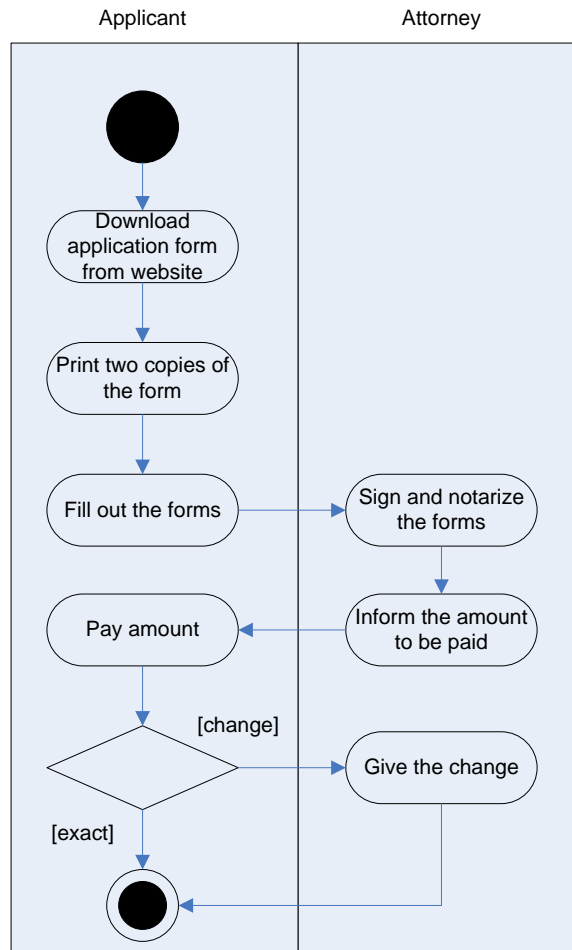 Applicant
Attorney
Download
application form
from website
Print two copies of
the form
Fill out the forms
Sign and notarize
the forms
Pay amount
Inform the amount
to be paid
[change]
Give the change
[exact]